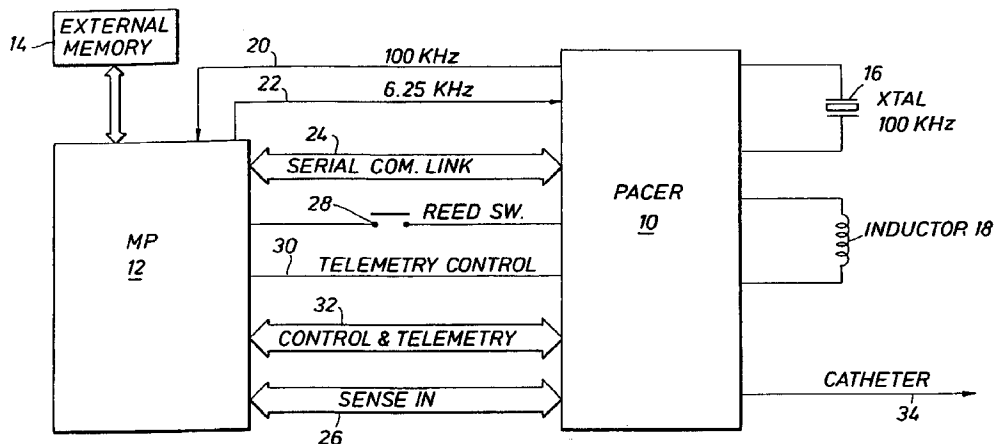 14
EXTERNAL
MEMORY
20
100 KHz
22
6.25 KHz
16
XTAL
100 KHz
24
SERIAL COM. LINK
PACER
10
28
REED SW.
INDUCTOR 18
MP
12
30
TELEMETRY CONTROL
32
CONTROL & TELEMETRY
SENSE IN
26
CATHETER
34